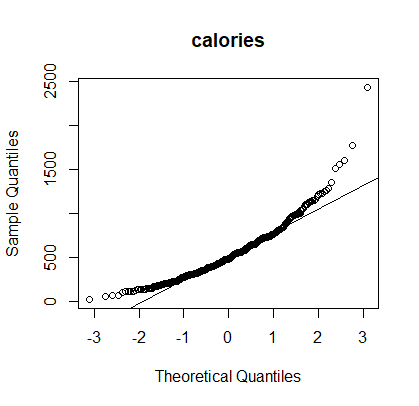 calories
Sample Quantiles
0
500
1500
2500
-3 -2 -1 0 1 2 3
Theoretical Quantiles